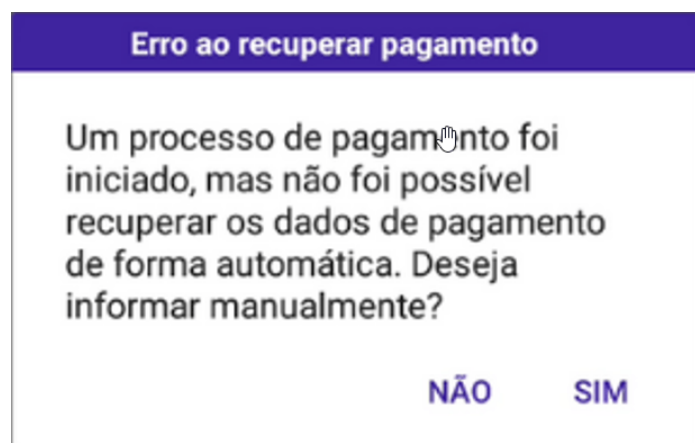 Erro ao recuperar pagamento
Um processo de pagamento foi
iniciado, mas não foi possível
recuperar os dados de pagamento
de forma automática. Deseja
informar manualmente?
NÃO SIM